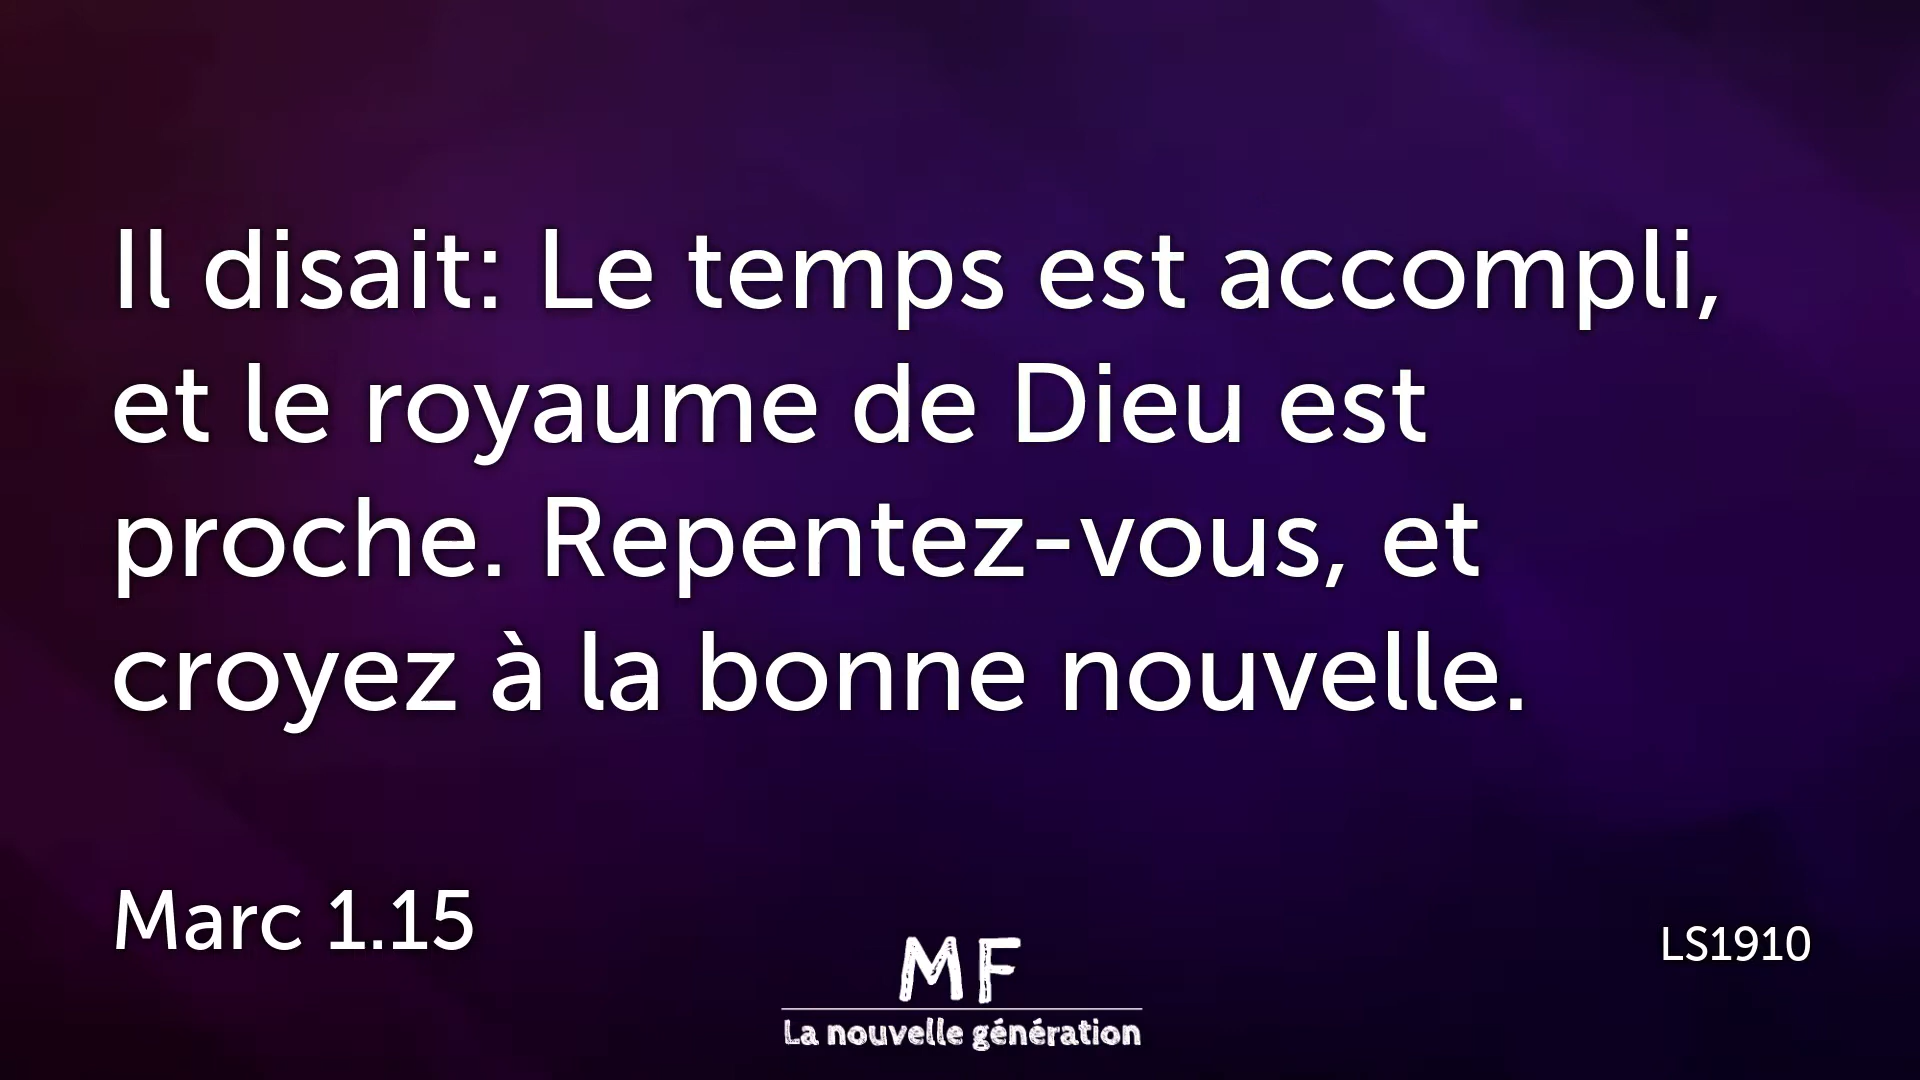 Il disait: Le temps est accompli,
et le royaume de Dieu est
proche. Repentez-vous, et
croyez à la bonne nouvelle.
Marc 1.15
LS1910
MF
La nouvelle génération